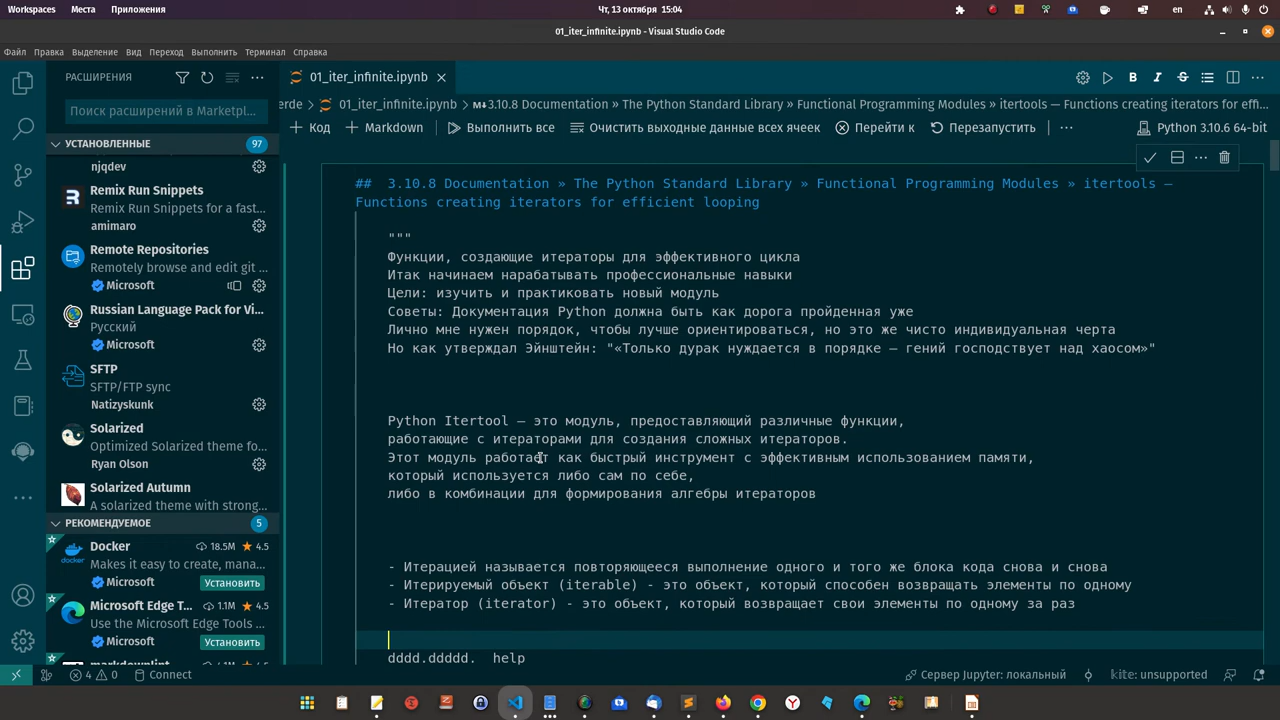 Workspaces Места Приложения Чт, 13 октября 15:04 en
01_iter_infinite.ipynb - Visual Studio Code
Файл Правка Выделение Вид Переход Выполнить Терминал Справка
РАСШИРЕНИЯ
01_iter_infinite.ipynb
Поиск расширений в Marketpl...
erde > 01_iter_infinite.ipynb > M↓3.10.8 Documentation » The Python Standard Library » Functional Programming Modules » itertools — Functions creating iterators for effi...
+ Код + Markdown Выполнить все Очистить выходные данные всех ячеек Перейти к Перезапустить ... Python 3.10.6 64-bit
УСТАНОВЛЕННЫЕ 97
njqdev
Remix Run Snippets
Remix Run Snippets for a fast...
amimaro
Remote Repositories
Remotely browse and edit git ...
Microsoft
Russian Language Pack for Vi...
Русский
Microsoft
SFTP
SFTP/FTP sync
Natizyskunk
Solarized
Optimized Solarized theme fo...
Ryan Olson
Solarized Autumn
A solarized theme with strong...
РЕКОМЕНДУЕМОЕ 5
Docker 18.5M 4.5
Makes it easy to create, mana...
Microsoft Установить
Microsoft Edge T... 1.1M 4.5
Use the Microsoft Edge Tools ...
Microsoft Установить
## 3.10.8 Documentation » The Python Standard Library » Functional Programming Modules » itertools —
Functions creating iterators for efficient looping
"""
Функции, создающие итераторы для эффективного цикла
Итак начинаем нарабатывать профессиональные навыки
Цели: изучить и практиковать новый модуль
Советы: Документация Python должна быть как дорога пройденная уже
Лично мне нужен порядок, чтобы лучше ориентироваться, но это же чисто индивидуальная черта
Но как утверждал Эйнштейн: "«Только дурак нуждается в порядке — гений господствует над хаосом»"
Python Itertool — это модуль, предоставляющий различные функции,
работающие с итераторами для создания сложных итераторов.
Этот модуль работает как быстрый инструмент с эффективным использованием памяти,
который используется либо сам по себе,
либо в комбинации для формирования алгебры итераторов
- Итерацией называется повторяющееся выполнение одного и того же блока кода снова и снова
- Итерируемый объект (iterable) - это объект, который способен возвращать элементы по одному
- Итератор (iterator) - это объект, который возвращает свои элементы по одному за раз
dddd.ddddd. help
4 0 Connect Сервер Jupyter: локальный kite: unsupported